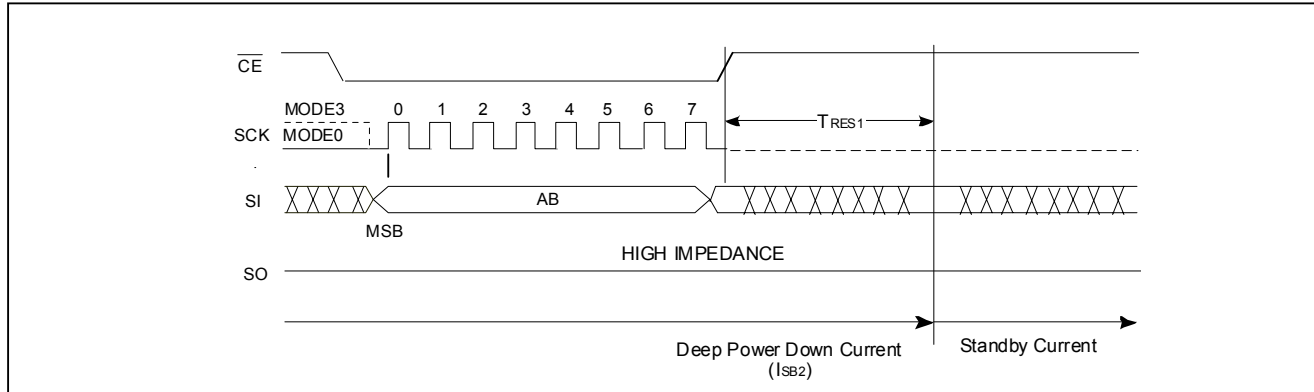 CE
MODE3
0 1 2 3 4 5 6 7
SCK MODE0
TRES1
SI
AB
MSB
HIGH IMPEDANCE
SO
Deep Power Down Current
(ISB2)
Standby Current